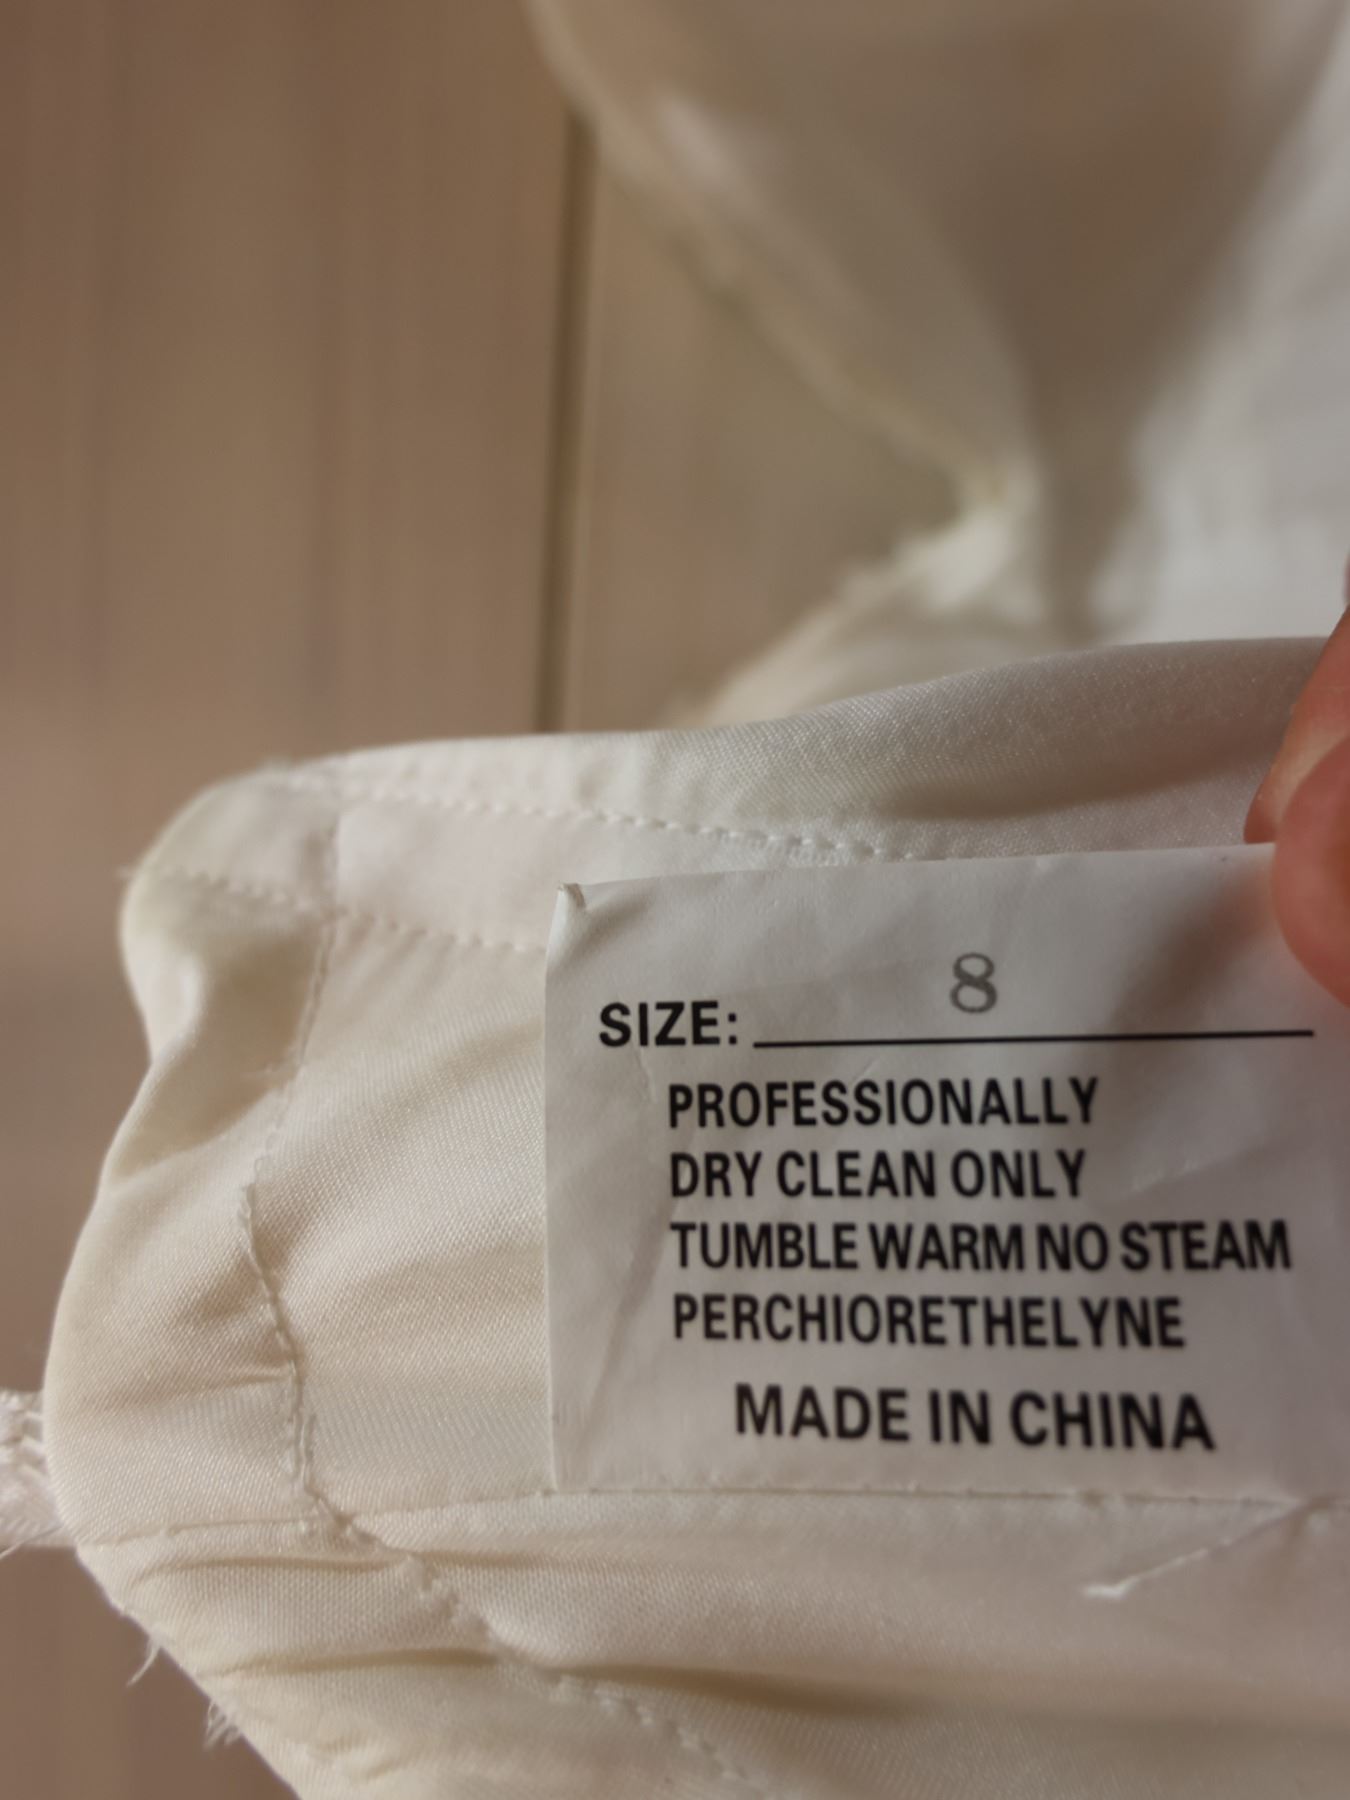 SIZE: 8
PROFESSIONALLY
DRY CLEAN ONLY
TUMBLE WARM NO STEAM
PERCHIORETHELYNE
MADE IN CHINA